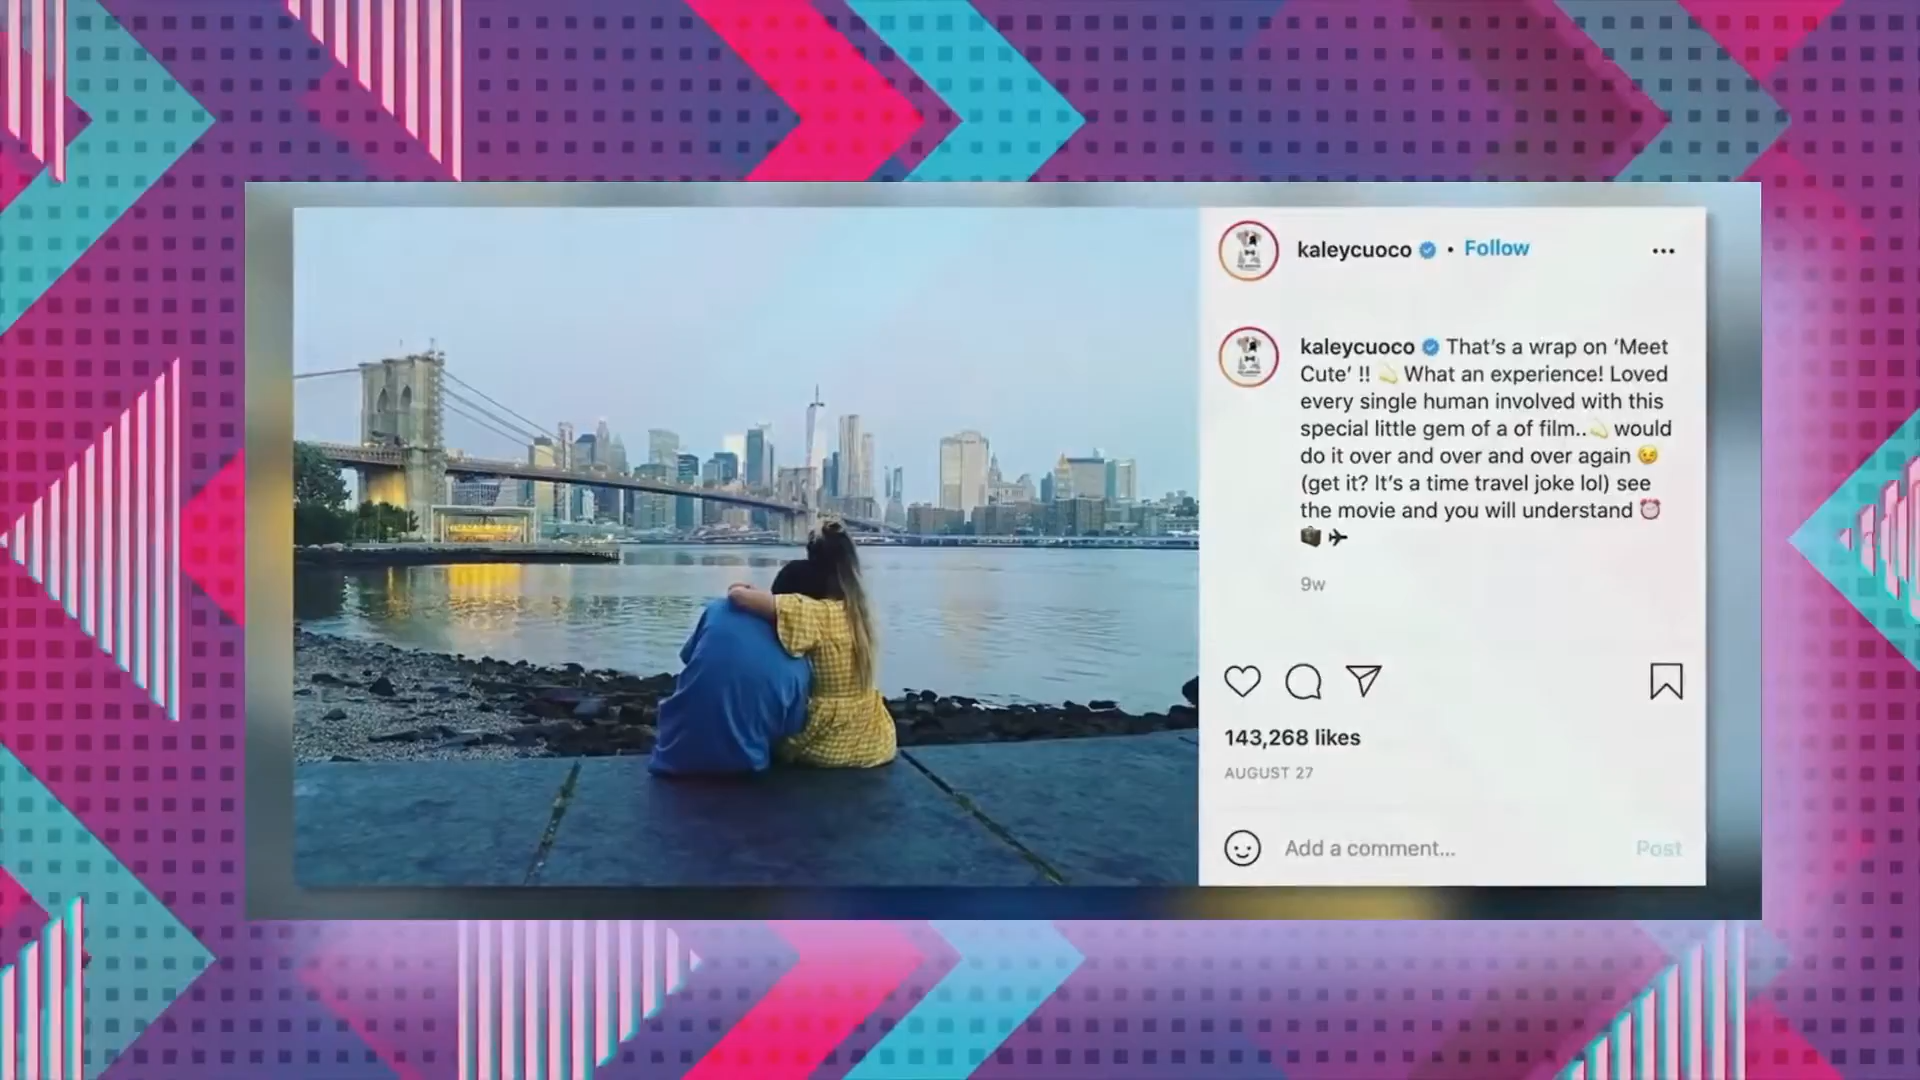 kaleycuoco • Follow
kaleycuoco That's a wrap on ‘Meet
Cute’ !! 💫 What an experience! Loved
every single human involved with this
special little gem of a of film..💫 would
do it over and over and over again 😉
(get it? It's a time travel joke lol) see
the movie and you will understand ⏰
🧳✈
9w
143,268 likes
AUGUST 27
Add a comment...
Post